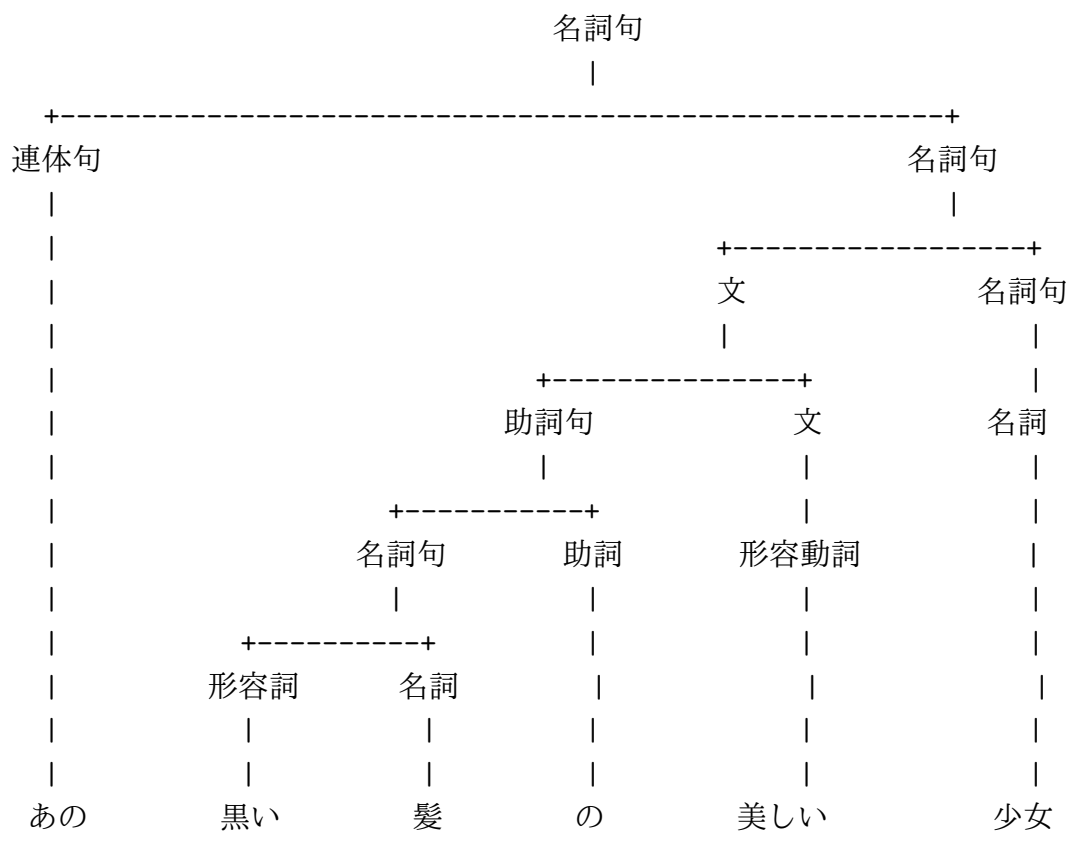 名詞句
|
+------------------------------------------------------+
連体句 名詞句
| |
| +------------------+
| 文 名詞句
| | |
| +---------------+ |
| 助詞句 文 名詞
| | | |
| +-----------+ | |
| 名詞句 助詞 形容動詞 |
| | | | |
| +----------+ | | |
| 形容詞 名詞 | | |
| | | | | |
| | | | | |
あの 黒い 髪 の 美しい 少女